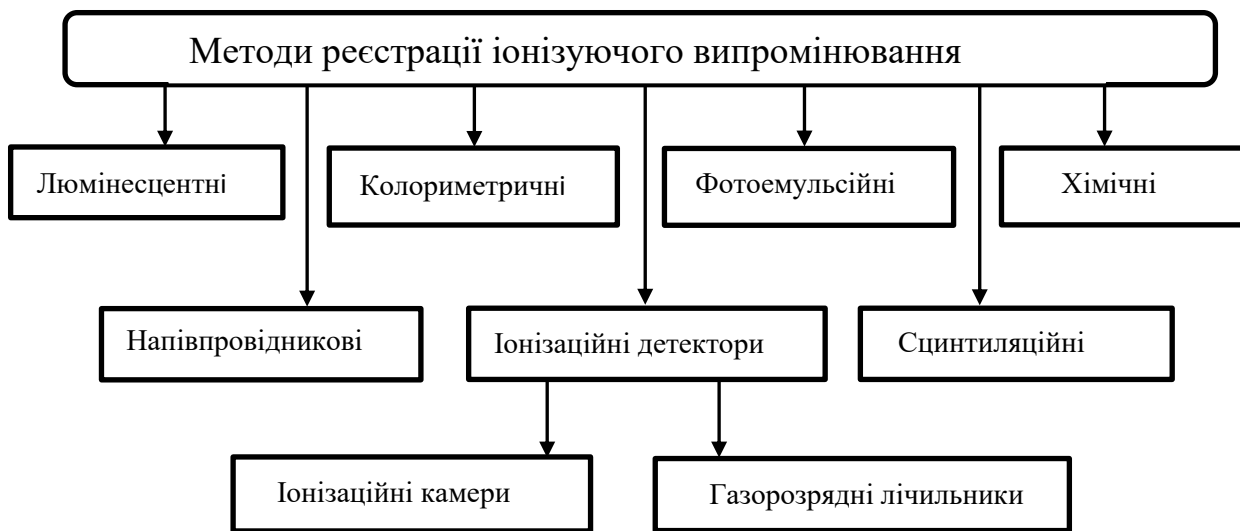 Методи реєстрації іонізуючого випромінювання
Люмінесцентні
Колориметричні
Фотоемульсійні
Хімічні
Напівпровідникові
Іонізаційні детектори
Сцинтиляційні
Іонізаційні камери
Газорозрядні лічильники